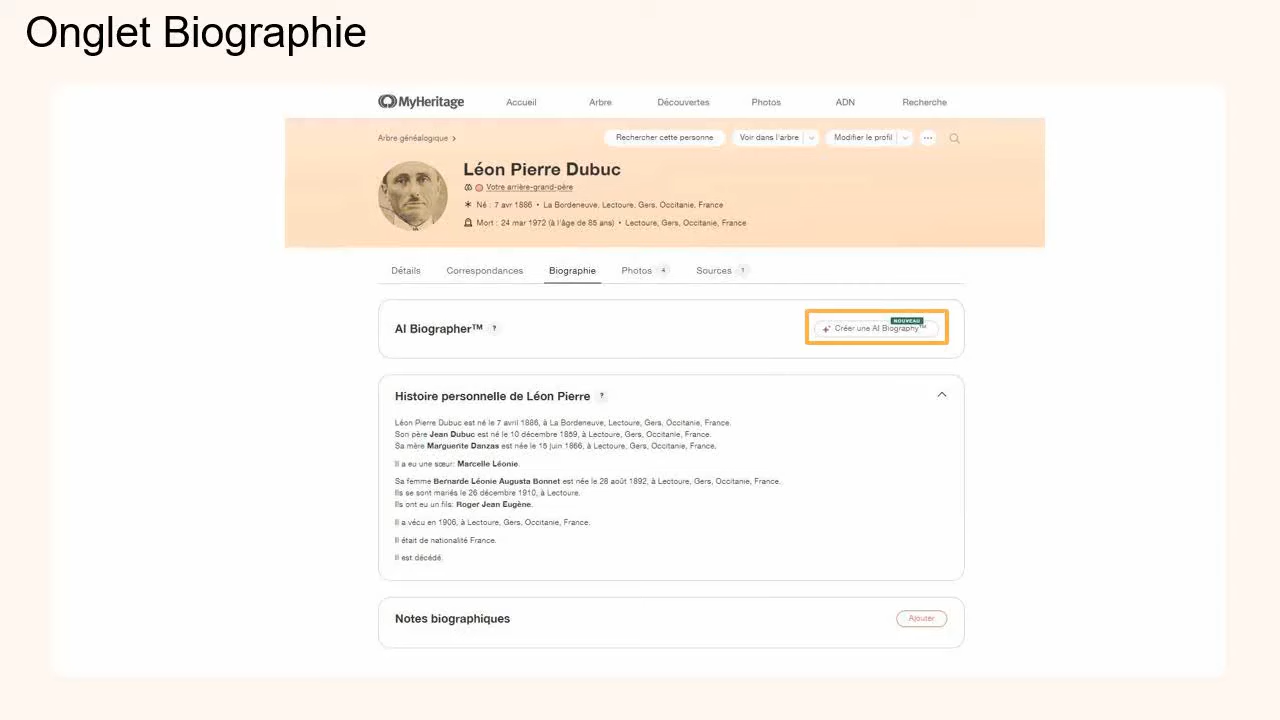 Onglet Biographie
MyHeritage Accueil Arbre Découvertes Photos ADN Recherche
Arbre généalogique > Rechercher cette personne Voir dans l'arbre Modifier le profil ...
Léon Pierre Dubuc
Votre arrière-grand-père
Né : 7 avr 1886 • La Bordeneuve, Lectoure, Gers, Occitanie, France
Mort : 24 mar 1972 (à l'âge de 85 ans) • Lectoure, Gers, Occitanie, France
Détails Correspondances Biographie Photos 4 Sources 1
NOUVEAU
AI Biographer™ ? Créer une AI Biography™
Histoire personnelle de Léon Pierre ?
Léon Pierre Dubuc est né le 7 avril 1886, à La Bordeneuve, Lectoure, Gers, Occitanie, France.
Son père Jean Dubuc est né le 10 décembre 1859, à Lectoure, Gers, Occitanie, France.
Sa mère Marguerite Danzas est née le 15 juin 1866, à Lectoure, Gers, Occitanie, France.
Il a eu une sœur: Marcelle Léonie.
Sa femme Bernarde Léonie Augusta Bonnet est née le 28 août 1892, à Lectoure, Gers, Occitanie, France.
Ils se sont mariés le 26 décembre 1910, à Lectoure.
Ils ont eu un fils: Roger Jean Eugène.
Il a vécu en 1906, à Lectoure, Gers, Occitanie, France.
Il était de nationalité France.
Il est décédé.
Notes biographiques Ajouter